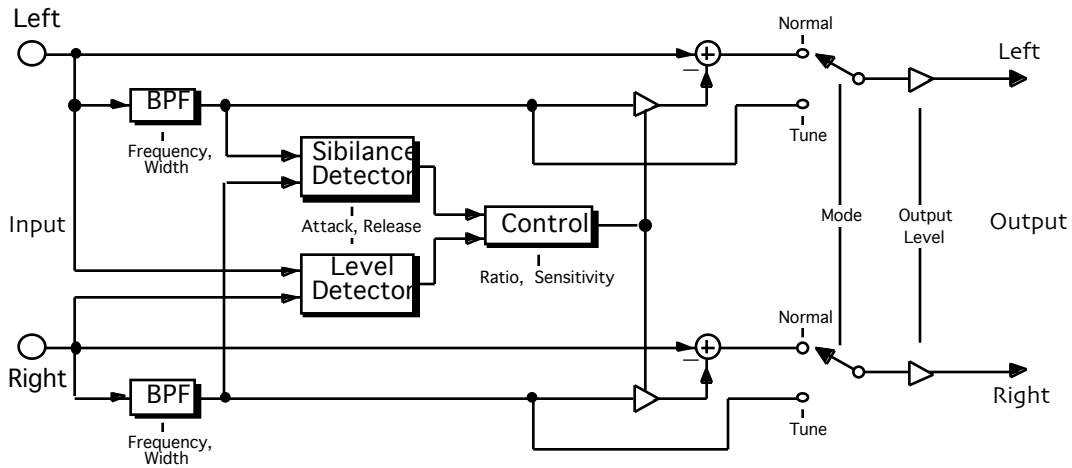 Left
Normal
Left
BPF
Frequency,
Width
Tune
Sibilance
Detector
Input
Attack, Release
Control
Mode
Output
Level
Output
Level
Detector
Ratio, Sensitivity
Normal
Right
BPF
Right
Frequency,
Width
Tune